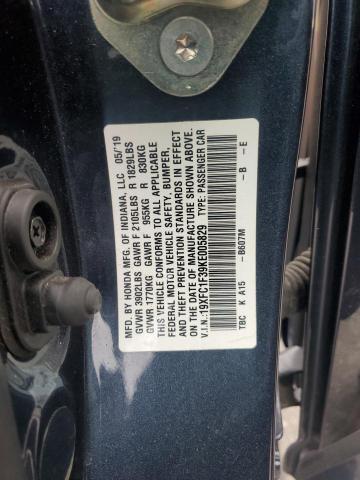 MFD. BY HONDA MFG. OF INDIANA, LLC 05/'19
GVWR 3902LBS GAWR F 2105LBS R 1829LBS
GVWR 1770KG GAWR F 955KG R 830KG
THIS VEHICLE CONFORMS TO ALL APPLICABLE
FEDERAL MOTOR VEHICLE SAFETY, BUMPER,
AND THEFT PREVENTION STANDARDS IN EFFECT
ON THE DATE OF MANUFACTURE SHOWN ABOVE.
V.I.N.:19XFC1F39KE005829 TYPE: PASSENGER CAR
-B607M -B -E
TBC K A15